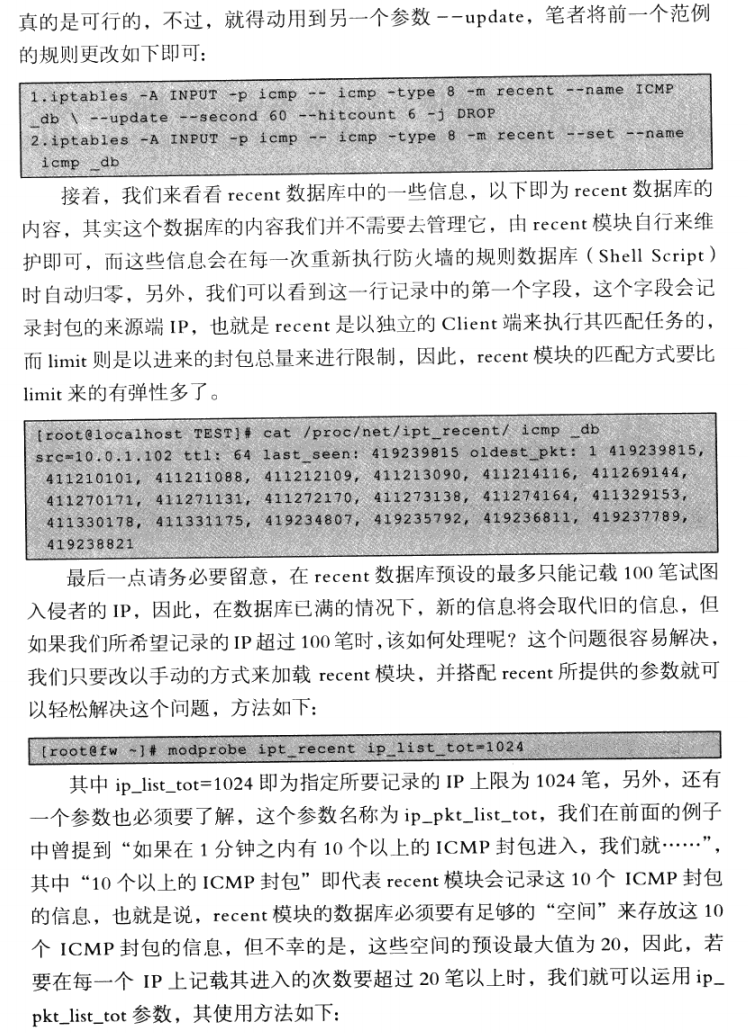 真的是可行的，不过，就得动用到另一个参数 --update，笔者将前一个范例
的规则更改如下即可：
1.iptables -A INPUT -p icmp -- icmp -type 8 -m recent --name ICMP
_db \ --update --second 60 --hitcount 6 -j DROP
2.iptables -A INPUT -p icmp -- icmp -type 8 -m recent --set --name
icmp _db
接着，我们来看看 recent 数据库中的一些信息，以下即为 recent 数据库的
内容，其实这个数据库的内容我们并不需要去管理它，由 recent 模块自行来维
护即可，而这些信息会在每一次重新执行防火墙的规则数据库（Shell Script）
时自动归零，另外，我们可以看到这一行记录中的第一个字段，这个字段会记
录封包的来源端 IP，也就是 recent 是以独立的 Client 端来执行其匹配任务的，
而 limit 则是以进来的封包总量来进行限制，因此，recent 模块的匹配方式要比
limit 来的有弹性多了。
[root@localhost TEST]# cat /proc/net/ipt_recent/ icmp _db
src=10.0.1.102 ttl: 64 last_seen: 419239815 oldest_pkt: 1 419239815,
411210101, 411211088, 411212109, 411213090, 411214116, 411269144,
411270171, 411271131, 411272170, 411273138, 411274164, 411329153,
411330178, 411331175, 419234807, 419235792, 419236811, 419237789,
419238821
最后一点请务必要留意，在 recent 数据库预设的最多只能记载 100 笔试图
入侵者的 IP，因此，在数据库已满的情况下，新的信息将会取代旧的信息，但
如果我们所希望记录的 IP 超过 100 笔时，该如何处理呢？这个问题很容易解决，
我们只要改以手动的方式来加载 recent 模块，并搭配 recent 所提供的参数就可
以轻松解决这个问题，方法如下：
[root@fw ~]# modprobe ipt_recent ip_list_tot=1024
其中 ip_list_tot=1024 即为指定所要记录的 IP 上限为 1024 笔，另外，还有
一个参数也必须要了解，这个参数名称为 ip_pkt_list_tot，我们在前面的例子
中曾提到“如果在 1 分钟之内有 10 个以上的 ICMP 封包进入，我们就……”，
其中“10 个以上的 ICMP 封包”即代表 recent 模块会记录这 10 个 ICMP 封包
的信息，也就是说，recent 模块的数据库必须要有足够的“空间”来存放这 10
个 ICMP 封包的信息，但不幸的是，这些空间的预设最大值为 20，因此，若
要在每一个 IP 上记载其进入的次数要超过 20 笔以上时，我们就可以运用 ip_
pkt_list_tot 参数，其使用方法如下：